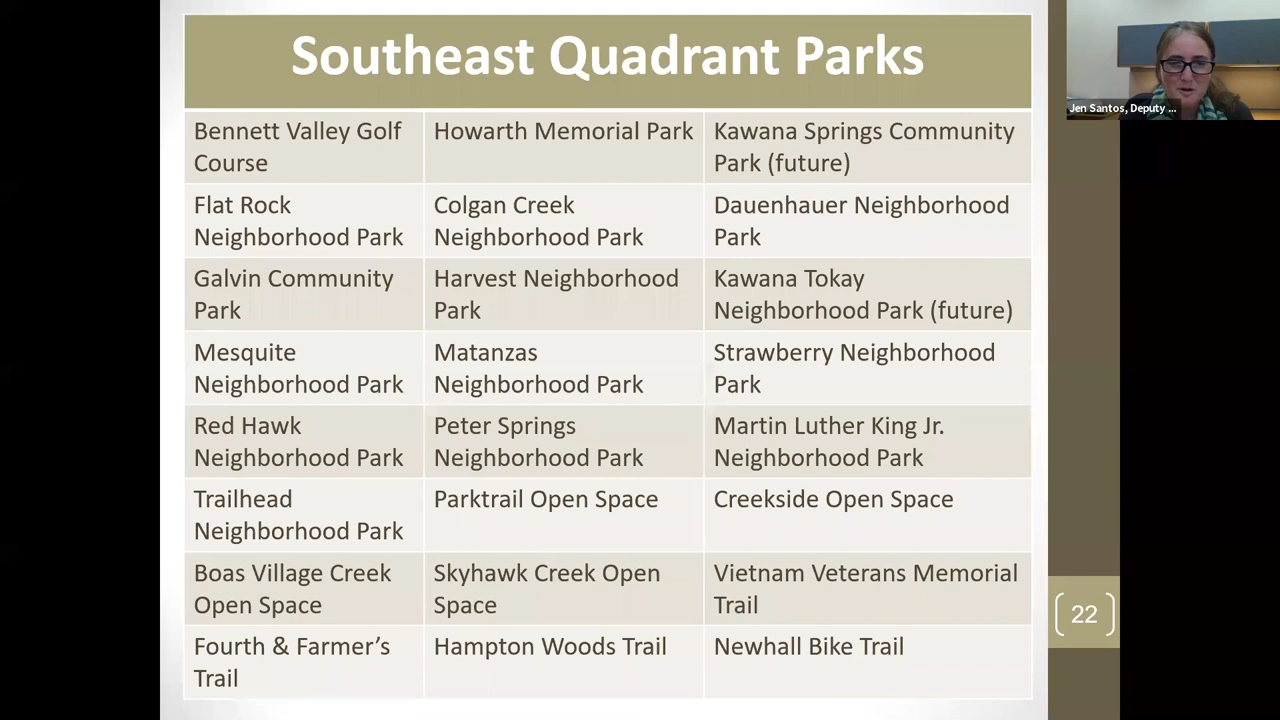 Southeast Quadrant Parks
Bennett Valley Golf
Course
Howarth Memorial Park
Kawana Springs Community
Park (future)
Flat Rock
Neighborhood Park
Colgan Creek
Neighborhood Park
Dauenhauer Neighborhood
Park
Galvin Community
Park
Harvest Neighborhood
Park
Kawana Tokay
Neighborhood Park (future)
Mesquite
Neighborhood Park
Matanzas
Neighborhood Park
Strawberry Neighborhood
Park
Red Hawk
Neighborhood Park
Peter Springs
Neighborhood Park
Martin Luther King Jr.
Neighborhood Park
Trailhead
Neighborhood Park
Parktrail Open Space
Creekside Open Space
Boas Village Creek
Open Space
Skyhawk Creek Open
Space
Vietnam Veterans Memorial
Trail
Fourth & Farmer’s
Trail
Hampton Woods Trail
Newhall Bike Trail
22
Jen Santos, Deputy ...